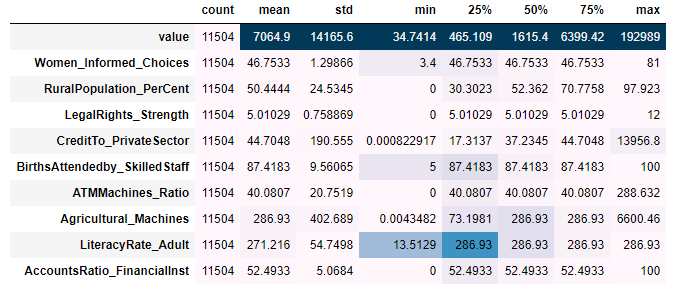 count mean std min 25% 50% 75% max
value 11504 7064.9 14165.6 34.7414 465.109 1615.4 6399.42 192989
Women_Informed_Choices 11504 46.7533 1.29866 3.4 46.7533 46.7533 46.7533 81
RuralPopulation_PerCent 11504 50.4444 24.5345 0 30.3023 52.362 70.7758 97.923
LegalRights_Strength 11504 5.01029 0.758869 0 5.01029 5.01029 5.01029 12
CreditTo_PrivateSector 11504 44.7048 190.555 0.000822917 17.3137 37.2345 44.7048 13956.8
BirthsAttendedby_SkilledStaff 11504 87.4183 9.56065 5 87.4183 87.4183 87.4183 100
ATMMachines_Ratio 11504 40.0807 20.7519 0 40.0807 40.0807 40.0807 288.632
Agricultural_Machines 11504 286.93 402.689 0.0043482 73.1981 286.93 286.93 6600.46
LiteracyRate_Adult 11504 271.216 54.7498 13.5129 286.93 286.93 286.93 286.93
AccountsRatio_FinancialInst 11504 52.4933 5.0684 0 52.4933 52.4933 52.4933 100